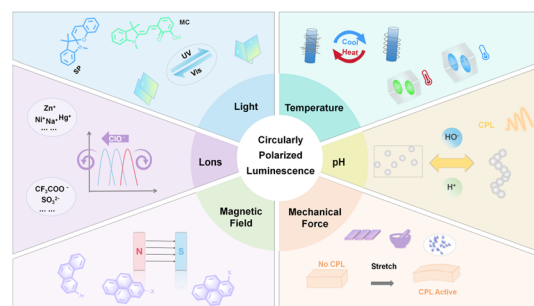 MC
SP
UV
Vis
Light
Cool
Heat
Temperature
Zn⁺
Ni⁺Na⁺Hg⁺
... ...
ClO⁻
CF₃COO⁻
SO₃²⁻
... ...
Lons
Circularly
Polarized
Luminescence
pH
CPL
HO⁻
H⁺
Magnetic
Field
N
S
Mechanical
Force
No CPL
Stretch
CPL Active